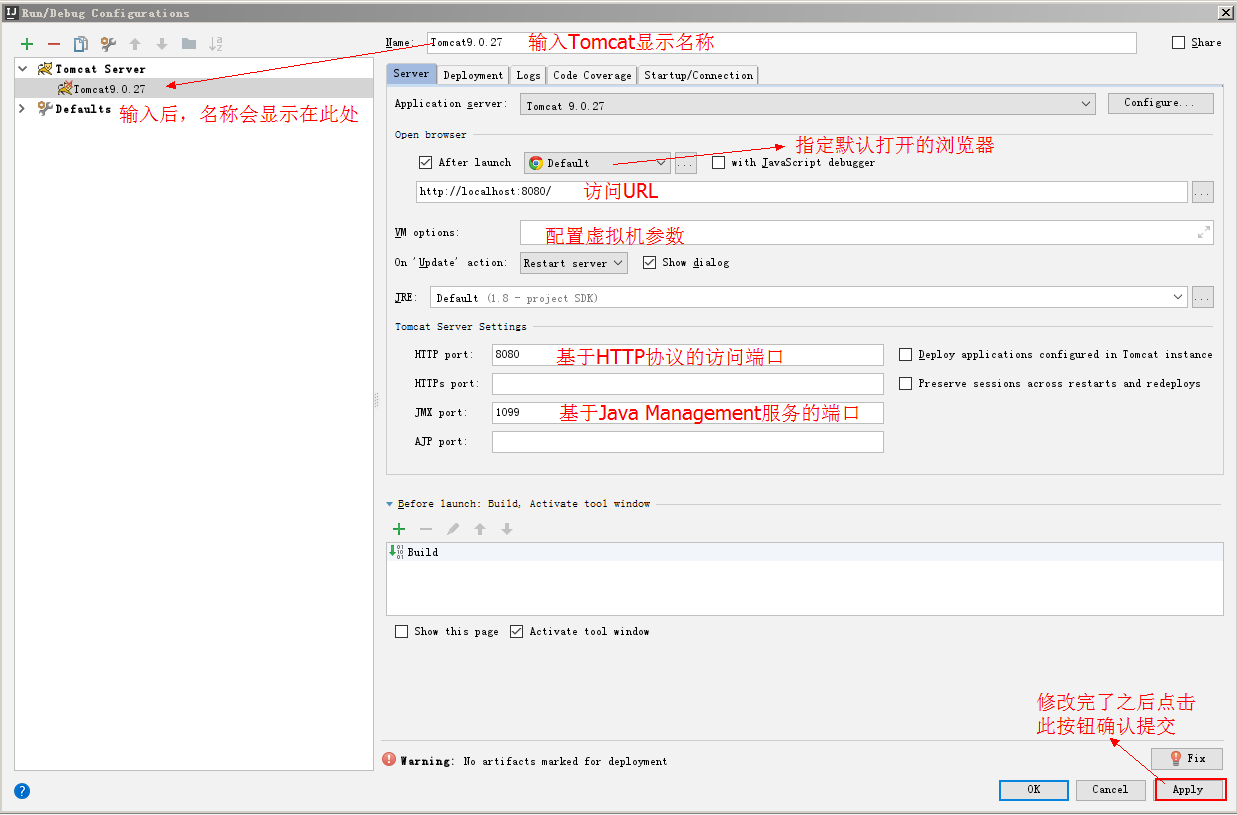 Run/Debug Configurations
Name: Tomcat9.0.27 输入Tomcat显示名称
Share
Tomcat Server
Tomcat9.0.27
Defaults
输入后，名称会显示在此处
Server Deployment Logs Code Coverage Startup/Connection
Application server: Tomcat 9.0.27 Configure...
Open browser
指定默认打开的浏览器
After launch Default ... with JavaScript debugger
http://localhost:8080/ 访问URL ...
VM options: 配置虚拟机参数
On 'Update' action: Restart server Show dialog
JRE: Default (1.8 - project SDK) ...
Tomcat Server Settings
HTTP port: 8080 基于HTTP协议的访问端口 Deploy applications configured in Tomcat instance
HTTPs port: Preserve sessions across restarts and redeploys
JMX port: 1099 基于Java Management服务的端口
AJP port:
Before launch: Build, Activate tool window
Build
Show this page Activate tool window
修改完了之后点击
此按钮确认提交
Warning: No artifacts marked for deployment Fix
? OK Cancel Apply